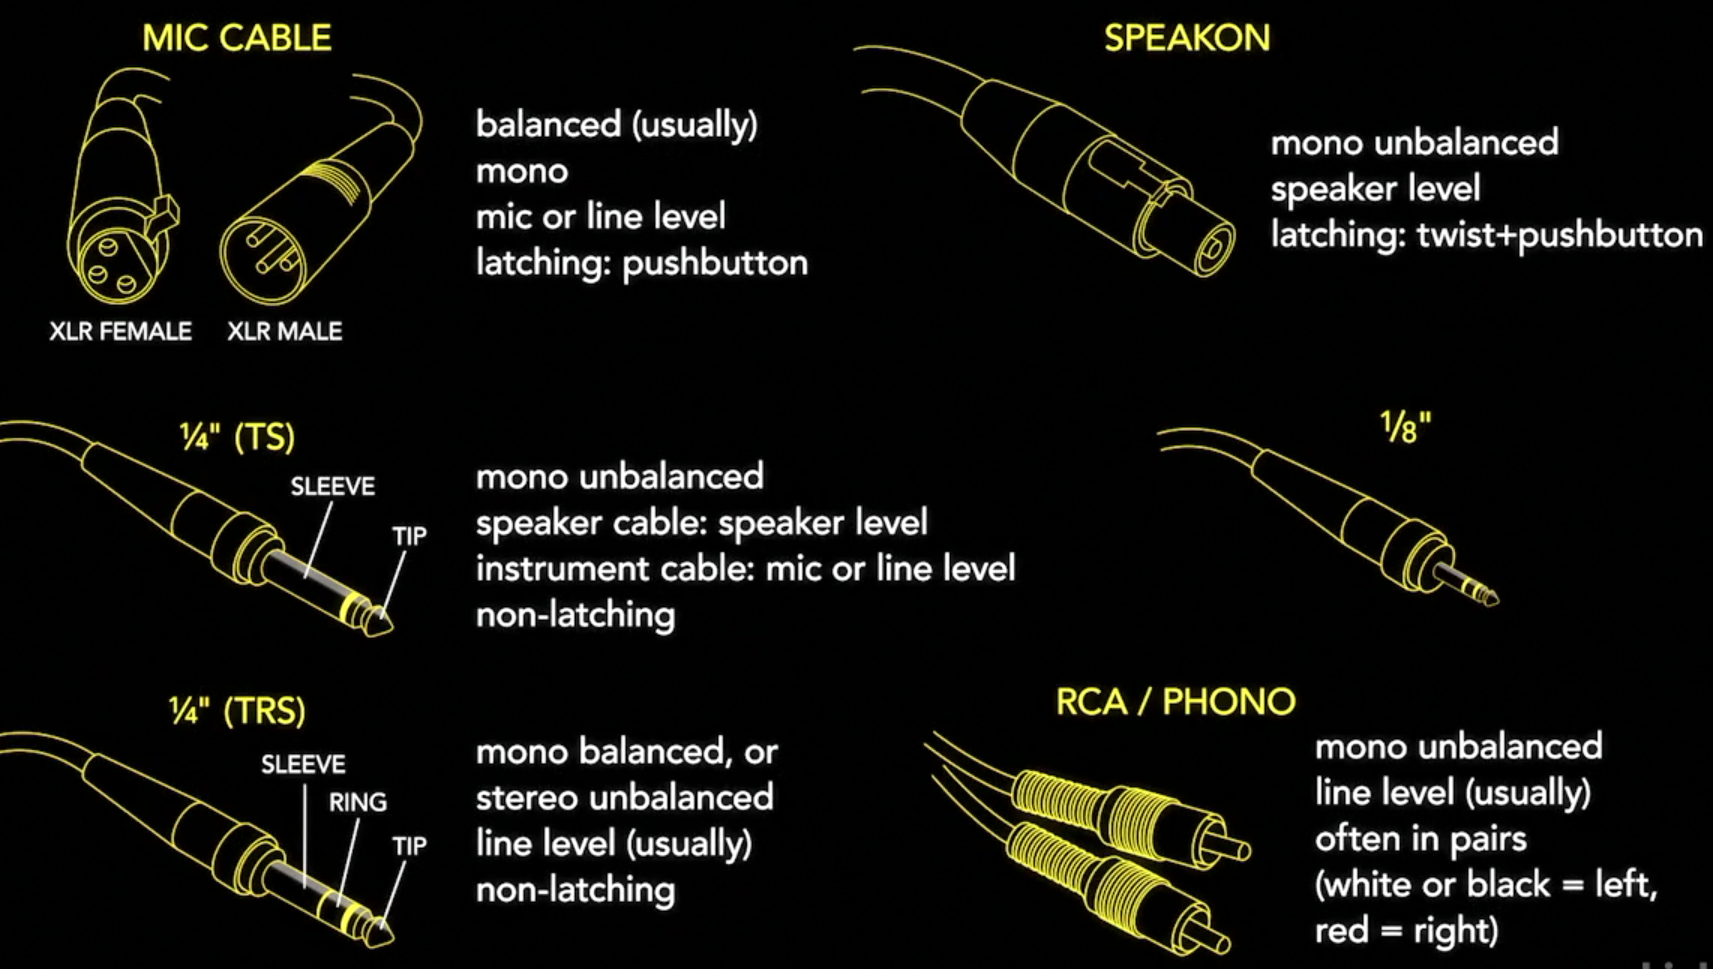 MIC CABLE
balanced (usually)
mono
mic or line level
latching: pushbutton
XLR FEMALE
XLR MALE
SPEAKON
mono unbalanced
speaker level
latching: twist+pushbutton
¼" (TS)
SLEEVE
TIP
mono unbalanced
speaker cable: speaker level
instrument cable: mic or line level
non-latching
⅛"
¼" (TRS)
SLEEVE
RING
TIP
mono balanced, or
stereo unbalanced
line level (usually)
non-latching
RCA / PHONO
mono unbalanced
line level (usually)
often in pairs
(white or black = left,
red = right)